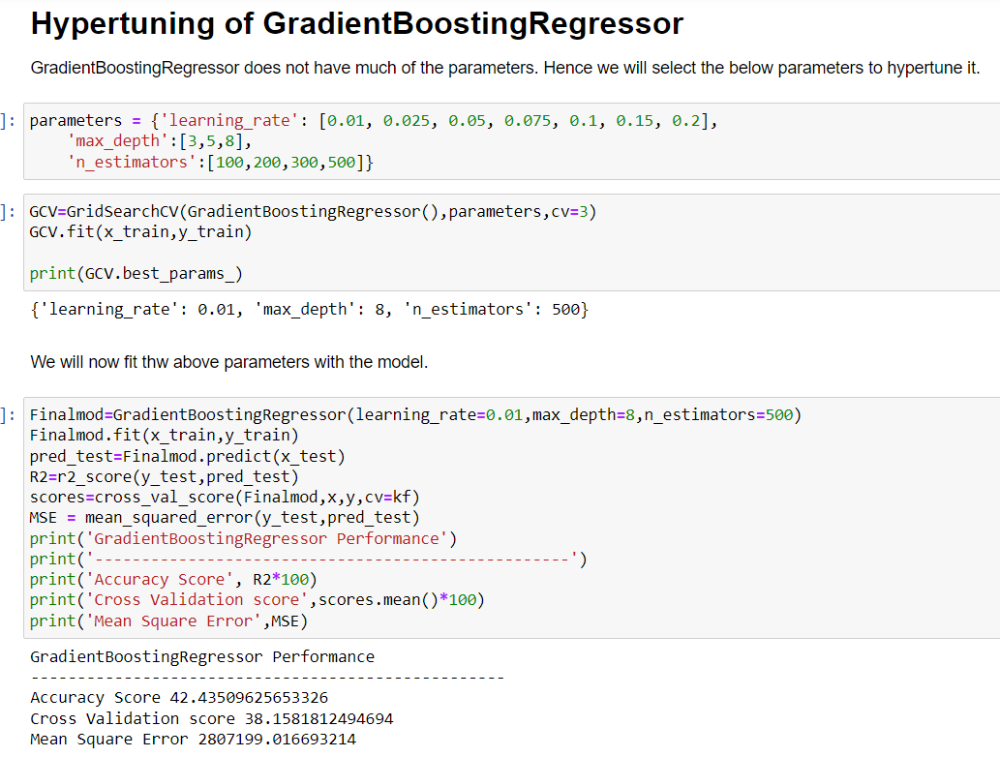 Hypertuning of GradientBoostingRegressor
GradientBoostingRegressor does not have much of the parameters. Hence we will select the below parameters to hypertune it.
]: parameters = {'learning_rate': [0.01, 0.025, 0.05, 0.075, 0.1, 0.15, 0.2],
'max_depth':[3,5,8],
'n_estimators':[100,200,300,500]}
]: GCV=GridSearchCV(GradientBoostingRegressor(),parameters,cv=3)
GCV.fit(x_train,y_train)
print(GCV.best_params_)
{'learning_rate': 0.01, 'max_depth': 8, 'n_estimators': 500}
We will now fit thw above parameters with the model.
]: Finalmod=GradientBoostingRegressor(learning_rate=0.01,max_depth=8,n_estimators=500)
Finalmod.fit(x_train,y_train)
pred_test=Finalmod.predict(x_test)
R2=r2_score(y_test,pred_test)
scores=cross_val_score(Finalmod,x,y,cv=kf)
MSE = mean_squared_error(y_test,pred_test)
print('GradientBoostingRegressor Performance')
print('---------------------------------------------------')
print('Accuracy Score', R2*100)
print('Cross Validation score',scores.mean()*100)
print('Mean Square Error',MSE)
GradientBoostingRegressor Performance
---------------------------------------------------
Accuracy Score 42.43509625653326
Cross Validation score 38.1581812494694
Mean Square Error 2807199.016693214